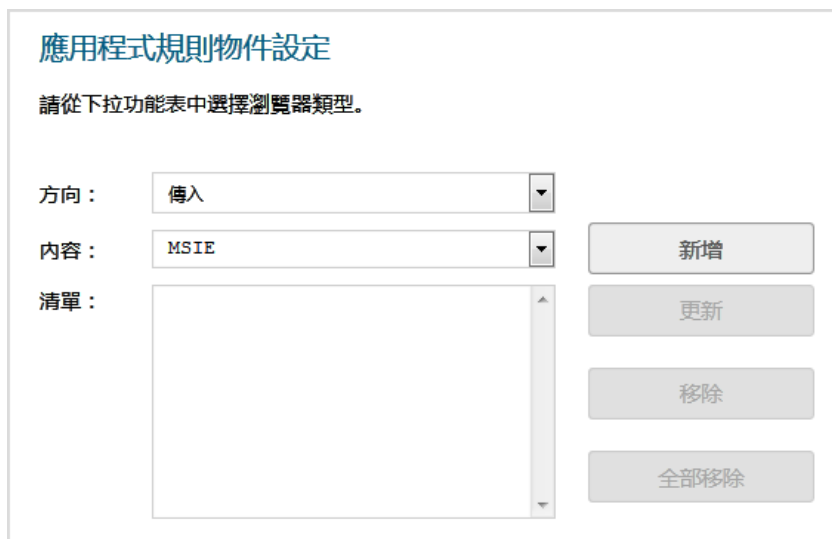 應用程式規則物件設定
請從下拉功能表中選擇瀏覽器類型。
方向： 傳入
內容： MSIE 新增
清單： 更新
移除
全部移除